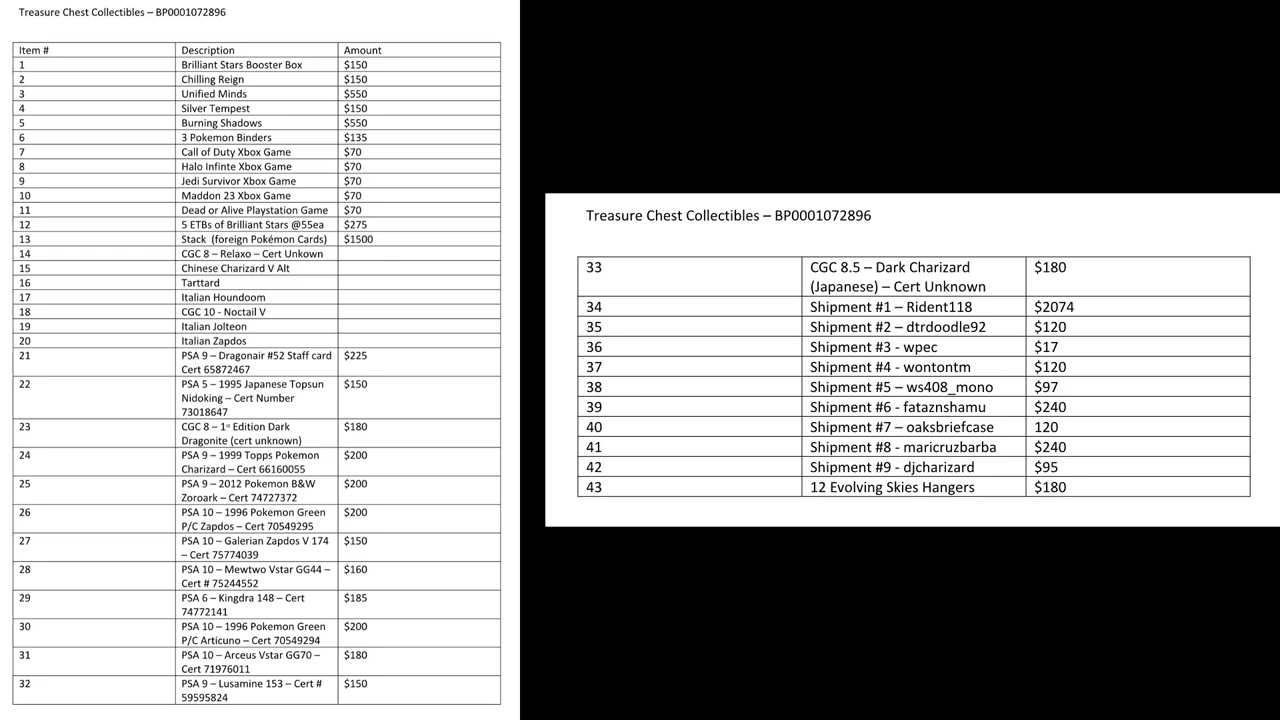 Treasure Chest Collectibles – BP0001072896
Item # Description Amount
1 Brilliant Stars Booster Box $150
2 Chilling Reign $150
3 Unified Minds $550
4 Silver Tempest $150
5 Burning Shadows $550
6 3 Pokemon Binders $135
7 Call of Duty Xbox Game $70
8 Halo Infinte Xbox Game $70
9 Jedi Survivor Xbox Game $70
10 Maddon 23 Xbox Game $70
11 Dead or Alive Playstation Game $70
12 5 ETBs of Brilliant Stars @55ea $275
13 Stack (foreign Pokémon Cards) $1500
14 CGC 8 – Relaxo – Cert Unkown
15 Chinese Charizard V Alt
16 Tarttard
17 Italian Houndoom
18 CGC 10 - Noctail V
19 Italian Jolteon
20 Italian Zapdos
21 PSA 9 – Dragonair #52 Staff card $225
Cert 65872467
22 PSA 5 – 1995 Japanese Topsun $150
Nidoking – Cert Number
73018647
23 CGC 8 – 1st Edition Dark $180
Dragonite (cert unknown)
24 PSA 9 – 1999 Topps Pokemon $200
Charizard – Cert 66160055
25 PSA 9 – 2012 Pokemon B&W $200
Zoroark – Cert 74727372
26 PSA 10 – 1996 Pokemon Green $200
P/C Zapdos – Cert 70549295
27 PSA 10 – Galerian Zapdos V 174 $150
– Cert 75774039
28 PSA 10 – Mewtwo Vstar GG44 – $160
Cert # 75244552
29 PSA 6 – Kingdra 148 – Cert $185
74772141
30 PSA 10 – 1996 Pokemon Green $200
P/C Articuno – Cert 70549294
31 PSA 10 – Arceus Vstar GG70 – $180
Cert 71976011
32 PSA 9 – Lusamine 153 – Cert # $150
59595824
Treasure Chest Collectibles – BP0001072896
33 CGC 8.5 – Dark Charizard $180
(Japanese) – Cert Unknown
34 Shipment #1 – Rident118 $2074
35 Shipment #2 – dtrdoodle92 $120
36 Shipment #3 - wpec $17
37 Shipment #4 - wontontm $120
38 Shipment #5 – ws408_mono $97
39 Shipment #6 - fataznshamu $240
40 Shipment #7 – oaksbriefcase 120
41 Shipment #8 - maricruzbarba $240
42 Shipment #9 - djcharizard $95
43 12 Evolving Skies Hangers $180